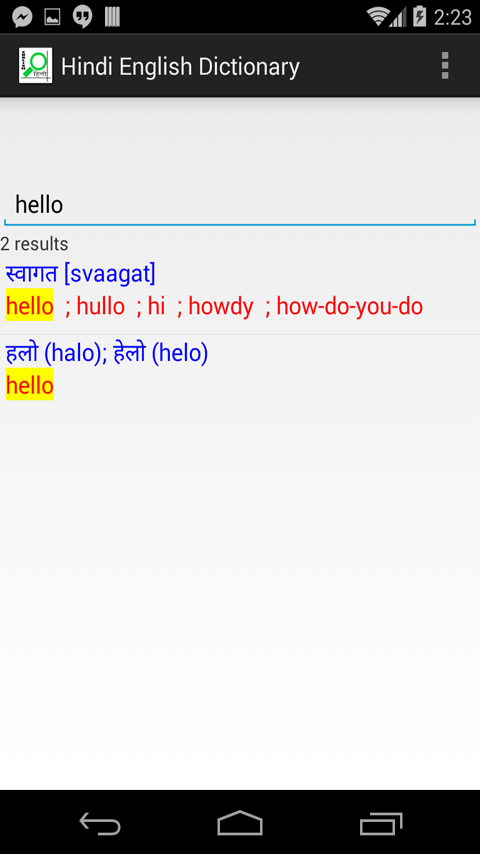 2:23
Hindi English Dictionary
hello
2 results
स्वागत [svaagat]
hello ; hullo ; hi ; howdy ; how-do-you-do
हलो (halo); हेलो (helo)
hello